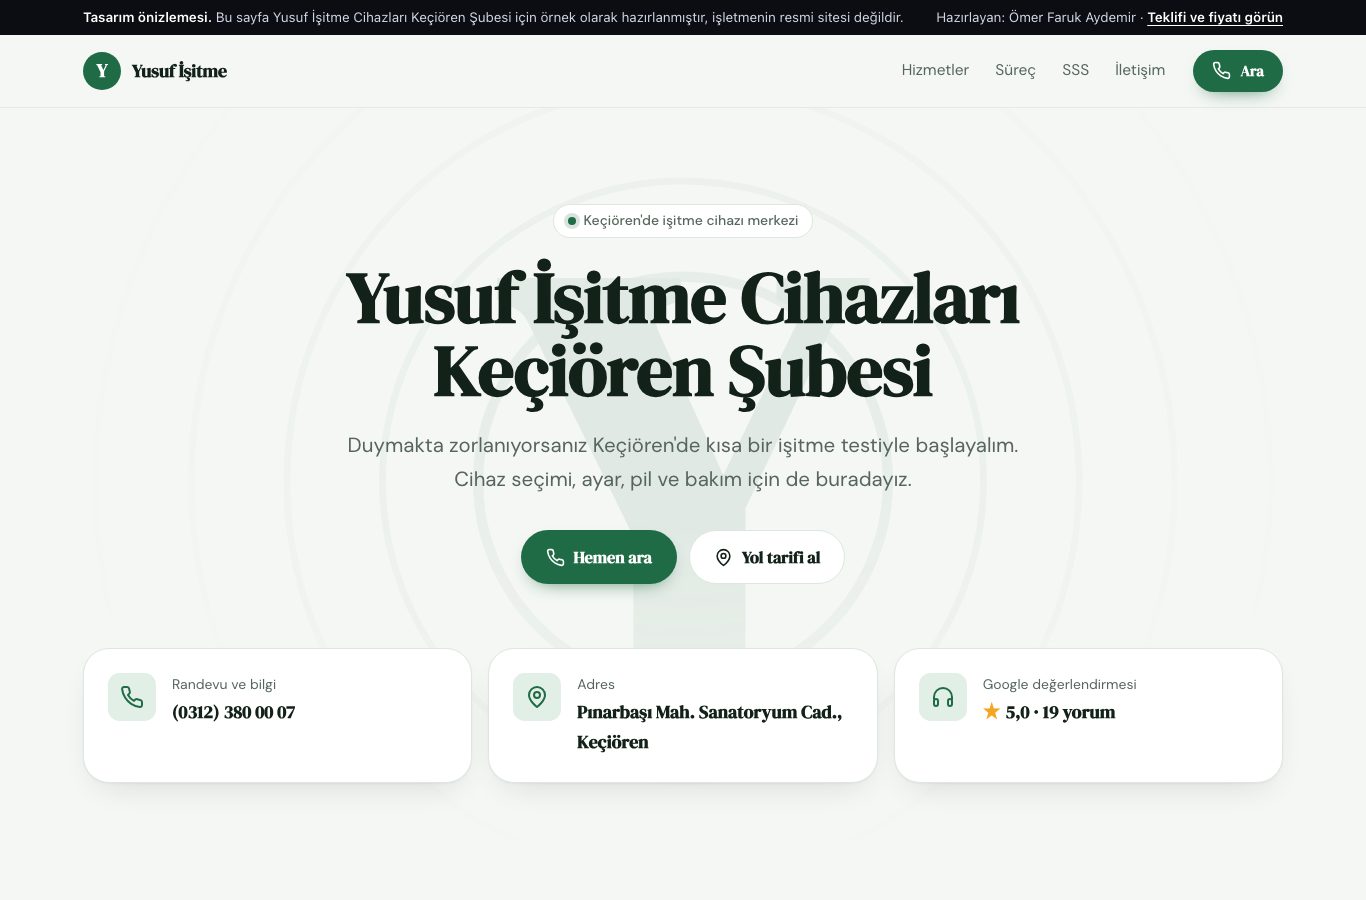 Tasarım önizlemesi. Bu sayfa Yusuf İşitme Cihazları Keçiören Şubesi için örnek olarak hazırlanmıştır, işletmenin resmi sitesi değildir. Hazırlayan: Ömer Faruk Aydemir · Teklifi ve fiyatı görün
Y Yusuf İşitme Hizmetler Süreç SSS İletişim Ara
Keçiören'de işitme cihazı merkezi
Yusuf İşitme Cihazları
Keçiören Şubesi
Duymakta zorlanıyorsanız Keçiören'de kısa bir işitme testiyle başlayalım.
Cihaz seçimi, ayar, pil ve bakım için de buradayız.
Y
Hemen ara Yol tarifi al
Randevu ve bilgi
(0312) 380 00 07
Adres
Pınarbaşı Mah. Sanatoryum Cad.,
Keçiören
Google değerlendirmesi
★ 5,0 · 19 yorum